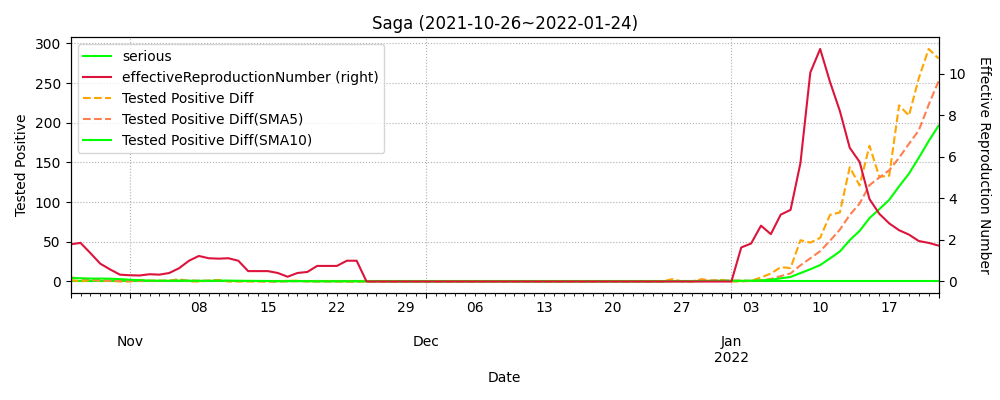 Saga (2021-10-26~2022-01-24)
serious
effectiveReproductionNumber (right)
Tested Positive Diff
Tested Positive Diff(SMA5)
Tested Positive Diff(SMA10)
Tested Positive
300
250
200
150
100
50
0
Effective Reproduction Number
10
8
6
4
2
0
08 15 22 29 06 13 20 27 03 10 17
Nov Dec Jan
2022
Date